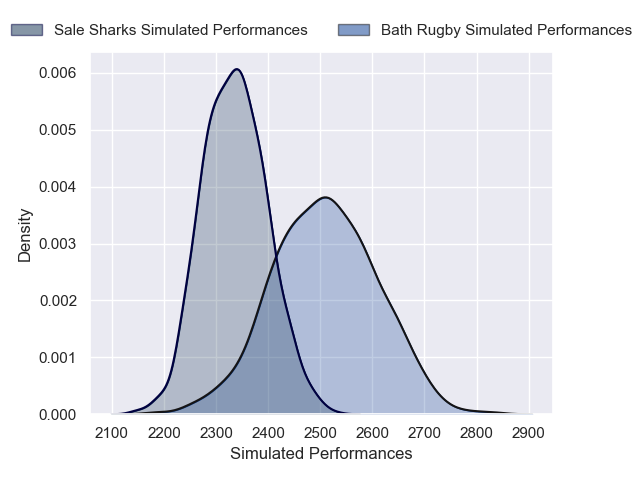 Sale Sharks Simulated Performances Bath Rugby Simulated Performances
0.006
0.005
0.004
0.003
0.002
0.001
0.000
Density
2100 2200 2300 2400 2500 2600 2700 2800 2900
Simulated Performances